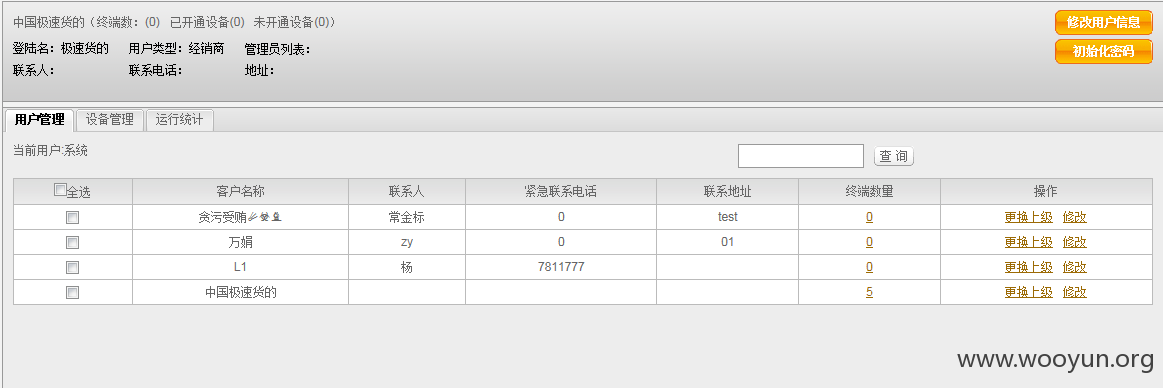 中国极速货的（终端数：(0) 已开通设备(0) 未开通设备(0)）
修改用户信息
登陆名：极速货的 用户类型：经销商 管理员列表：
初始化密码
联系人： 联系电话： 地址：
用户管理 设备管理 运行统计
当前用户:系统
查 询
全选 客户名称 联系人 紧急联系电话 联系地址 终端数量 操作
贪污受贿 常金标 0 test 0 更换上级 修改
万娟 zy 0 01 0 更换上级 修改
L1 杨 7811777 0 更换上级 修改
中国极速货的 5 更换上级 修改
www.wooyun.org